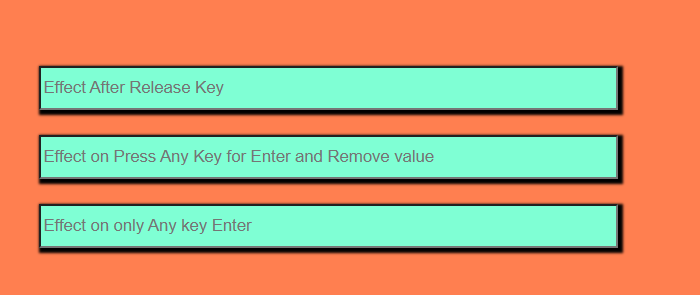 Effect After Release Key
Effect on Press Any Key for Enter and Remove value
Effect on only Any key Enter